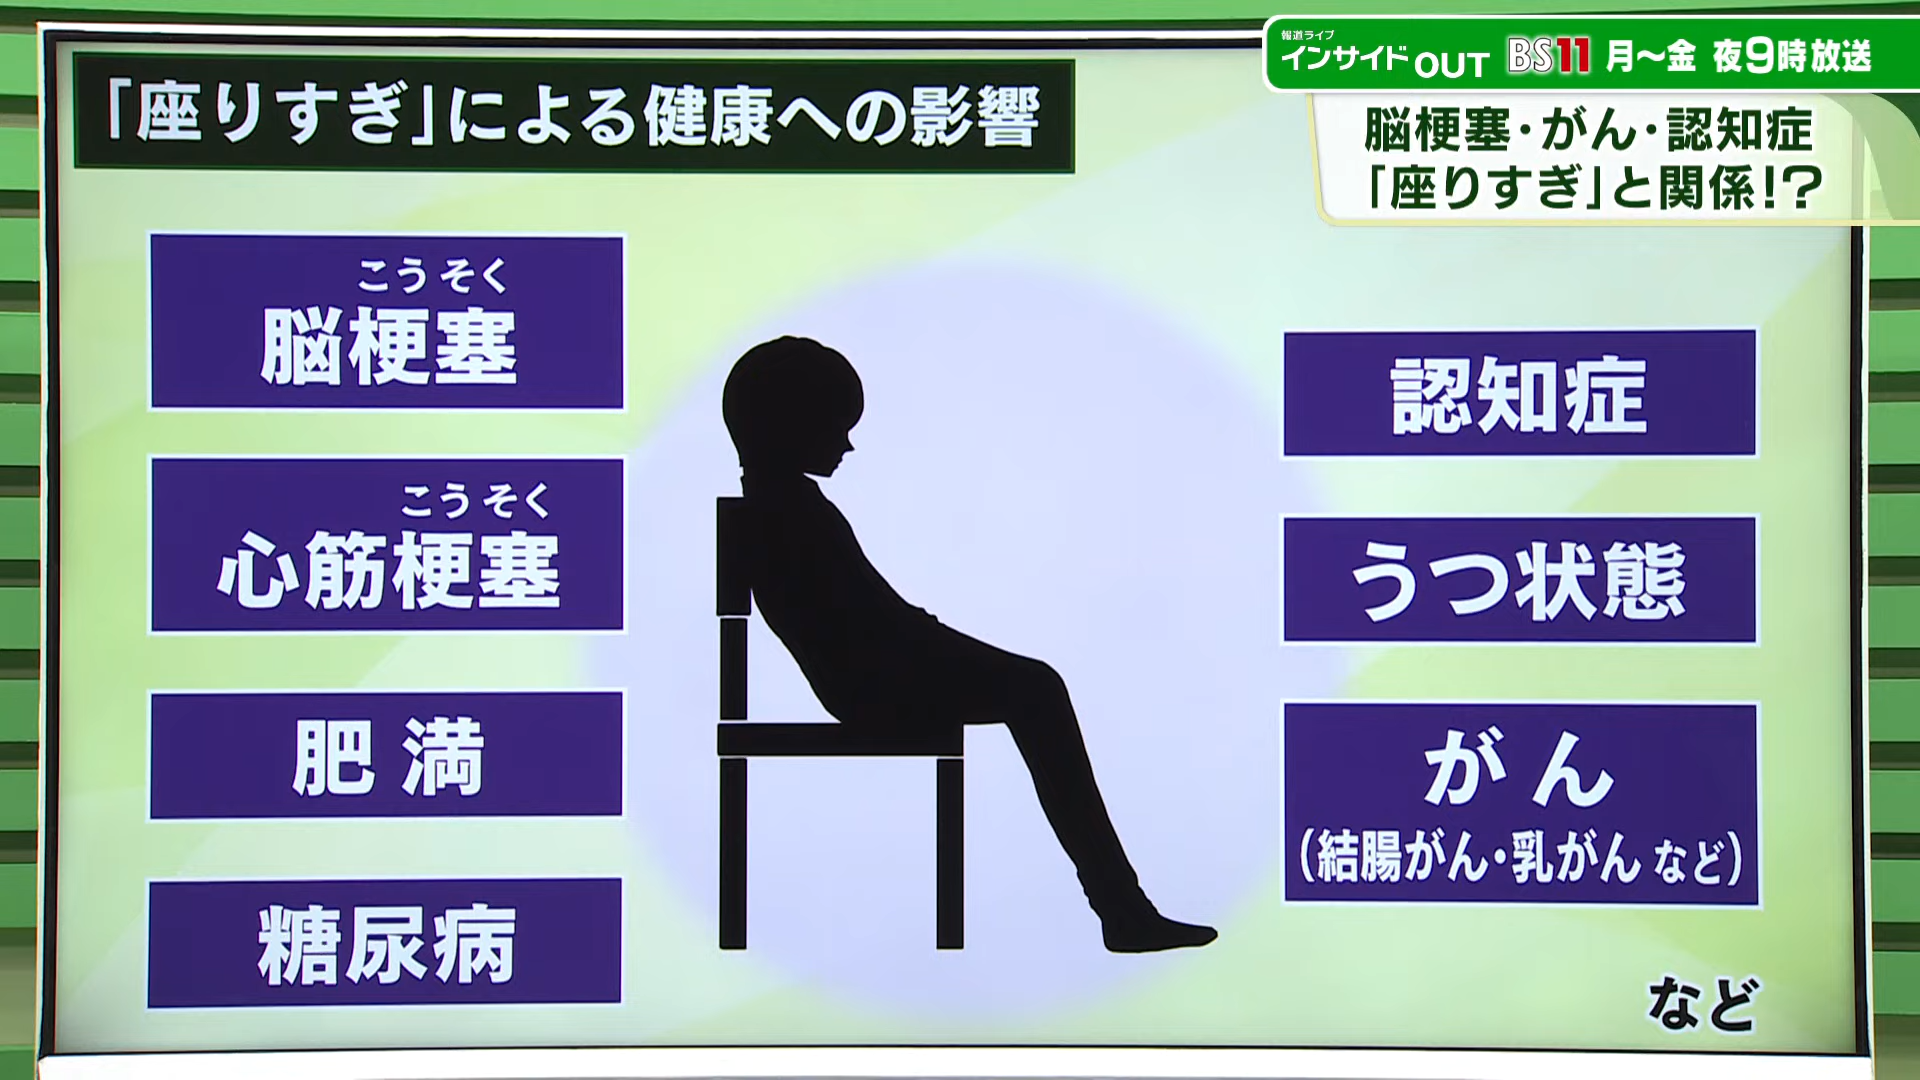 「座りすぎ」による健康への影響
報道ライブ
インサイドOUT BS11 月〜金 夜9時放送
脳梗塞・がん・認知症
「座りすぎ」と関係!?
こうそく
脳梗塞
こうそく
心筋梗塞
肥満
糖尿病
認知症
うつ状態
がん
(結腸がん・乳がん など)
など